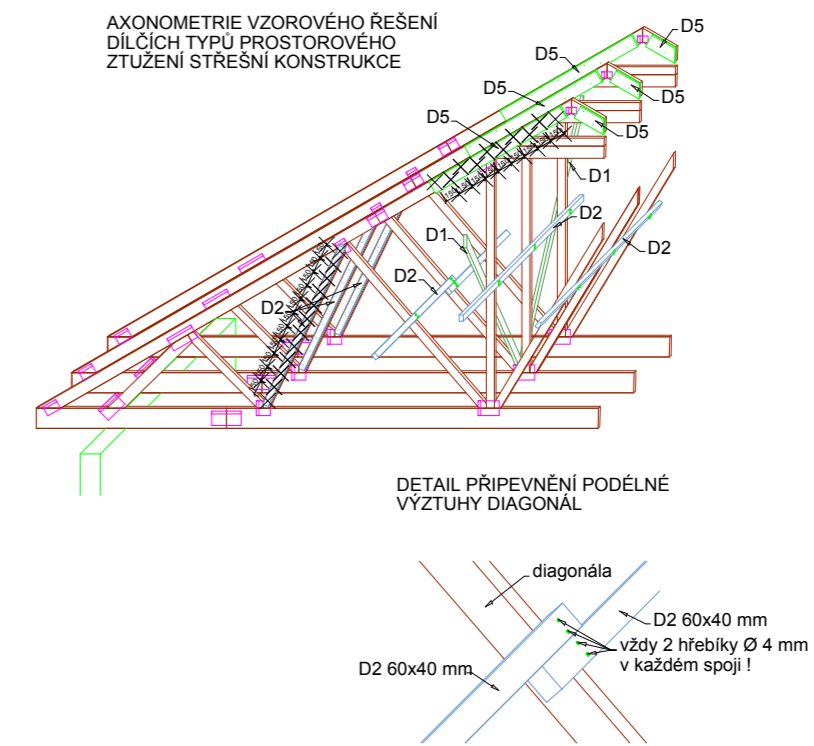 AXONOMETRIE VZOROVÉHO ŘEŠENÍ
DÍLČÍCH TYPŮ PROSTOROVÉHO
ZTUŽENÍ STŘEŠNÍ KONSTRUKCE
D5
D5
D5
D5
D5
D5
D1
D2
D1
D2
D2
D2
DETAIL PŘIPEVNĚNÍ PODÉLNÉ
VÝZTUHY DIAGONÁL
diagonála
D2 60x40 mm
vždy 2 hřebíky Ø 4 mm
v každém spoji !
D2 60x40 mm